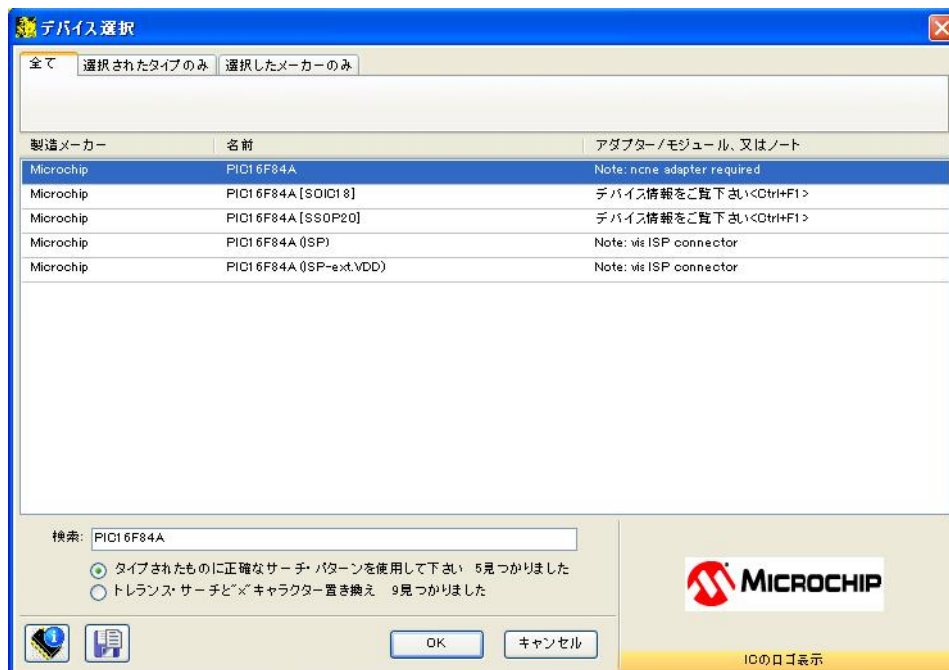 デバイス選択
全て 選択されたタイプのみ 選択したメーカーのみ
製造メーカー 名前 アダプター/モジュール、又はノート
Microchip PIC16F84A Note: none adapter required
Microchip PIC16F84A [SOIC18] デバイス情報をご覧下さい<Ctrl+F1>
Microchip PIC16F84A [SSOP20] デバイス情報をご覧下さい<Ctrl+F1>
Microchip PIC16F84A (ISP) Note: via ISP connector
Microchip PIC16F84A (ISP-ext.VDD) Note: via ISP connector
検索: PIC16F84A
タイプされたものに正確なサーチ・パターンを使用して下さい 5見つかりました
トレランス・サーチと"x"キャラクター置き換え 9見つかりました
MICROCHIP
OK キャンセル
ICのロゴ表示